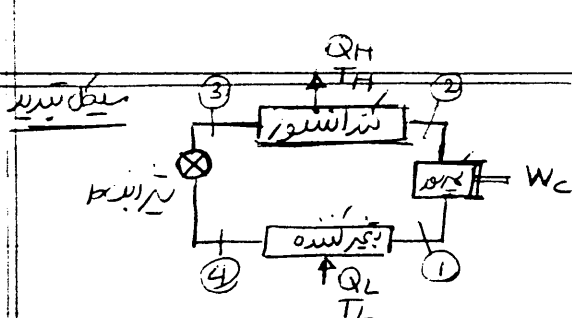 سیکل تبرید
QH
TH
③
②
کندانسور
شیر انبساط
کمپرسور
Wc
تبخیر کننده
④
①
QL
TL